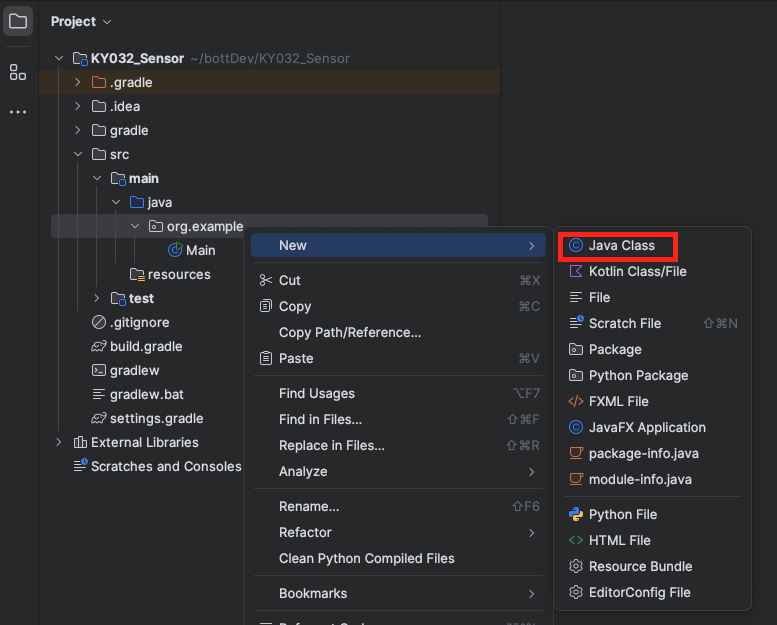 Project
KY032_Sensor ~/bottDev/KY032_Sensor
.gradle
.idea
gradle
src
main
java
org.example
Main
resources
test
.gitignore
build.gradle
gradlew
gradlew.bat
settings.gradle
External Libraries
Scratches and Consoles
New
Cut ⌘X
Copy ⌘C
Copy Path/Reference...
Paste ⌘V
Find Usages ⌥F7
Find in Files... ⇧⌘F
Replace in Files... ⇧⌘R
Analyze
Rename... ⇧F6
Refactor
Clean Python Compiled Files
Bookmarks
Java Class
Kotlin Class/File
File
Scratch File ⇧⌘N
Package
Python Package
FXML File
JavaFX Application
package-info.java
module-info.java
Python File
HTML File
Resource Bundle
EditorConfig File